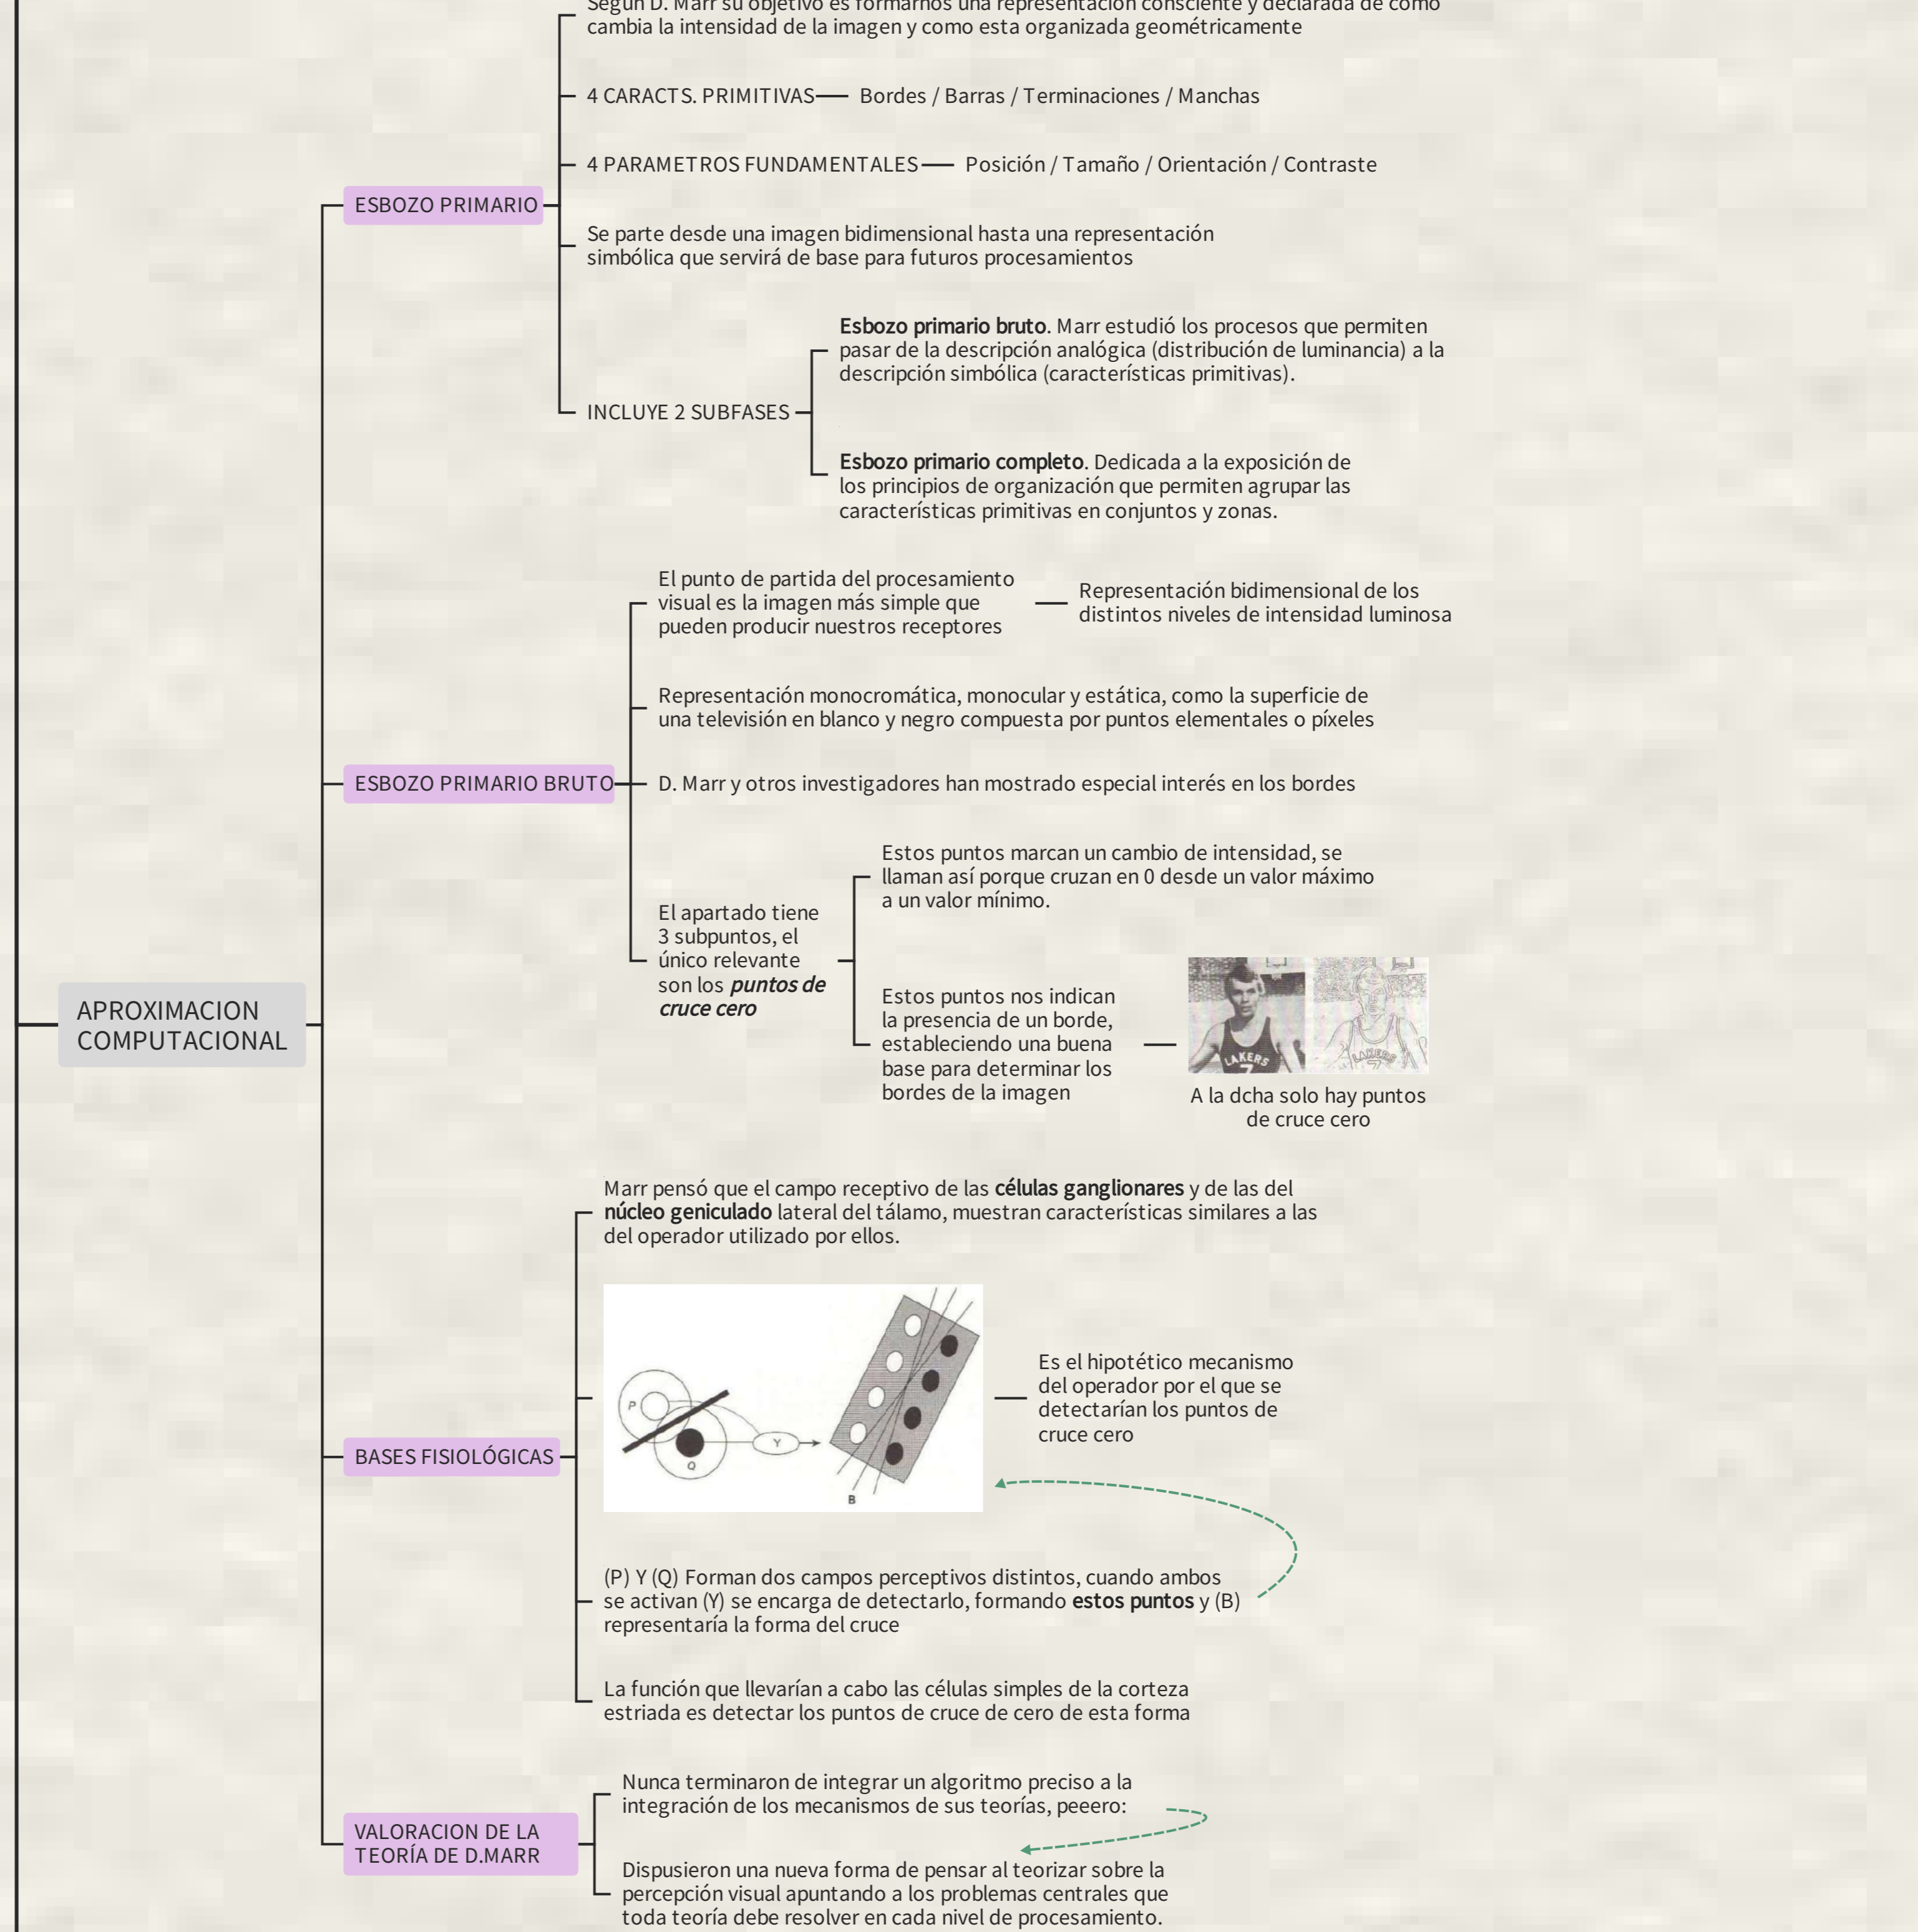 Según D. Marr su objetivo es formarnos una representación consciente y declarada de como
cambia la intensidad de la imagen y como esta organizada geométricamente
4 CARACTS. PRIMITIVAS
Bordes / Barras / Terminaciones / Manchas
4 PARAMETROS FUNDAMENTALES
Posición / Tamaño / Orientación / Contraste
ESBOZO PRIMARIO
Se parte desde una imagen bidimensional hasta una representación
simbólica que servirá de base para futuros procesamientos
INCLUYE 2 SUBFASES
Esbozo primario bruto. Marr estudió los procesos que permiten
pasar de la descripción analógica (distribución de luminancia) a la
descripción simbólica (características primitivas).
Esbozo primario completo. Dedicada a la exposición de
los principios de organización que permiten agrupar las
características primitivas en conjuntos y zonas.
El punto de partida del procesamiento
visual es la imagen más simple que
pueden producir nuestros receptores
Representación bidimensional de los
distintos niveles de intensidad luminosa
Representación monocromática, monocular y estática, como la superficie de
una televisión en blanco y negro compuesta por puntos elementales o píxeles
ESBOZO PRIMARIO BRUTO
D. Marr y otros investigadores han mostrado especial interés en los bordes
El apartado tiene
3 subpuntos, el
único relevante
son los puntos de
cruce cero
Estos puntos marcan un cambio de intensidad, se
llaman así porque cruzan en 0 desde un valor máximo
a un valor mínimo.
Estos puntos nos indican
la presencia de un borde,
estableciendo una buena
base para determinar los
bordes de la imagen
LAKERS
7
LAKERS
7
A la dcha solo hay puntos
de cruce cero
APROXIMACION
COMPUTACIONAL
Marr pensó que el campo receptivo de las células ganglionares y de las del
núcleo geniculado lateral del tálamo, muestran características similares a las
del operador utilizado por ellos.
P
Q
Y
B
Es el hipotético mecanismo
del operador por el que se
detectarían los puntos de
cruce cero
BASES FISIOLÓGICAS
(P) Y (Q) Forman dos campos perceptivos distintos, cuando ambos
se activan (Y) se encarga de detectarlo, formando estos puntos y (B)
representaría la forma del cruce
La función que llevarían a cabo las células simples de la corteza
estriada es detectar los puntos de cruce de cero de esta forma
VALORACION DE LA
TEORÍA DE D.MARR
Nunca terminaron de integrar un algoritmo preciso a la
integración de los mecanismos de sus teorías, peeero:
Dispusieron una nueva forma de pensar al teorizar sobre la
percepción visual apuntando a los problemas centrales que
toda teoría debe resolver en cada nivel de procesamiento.